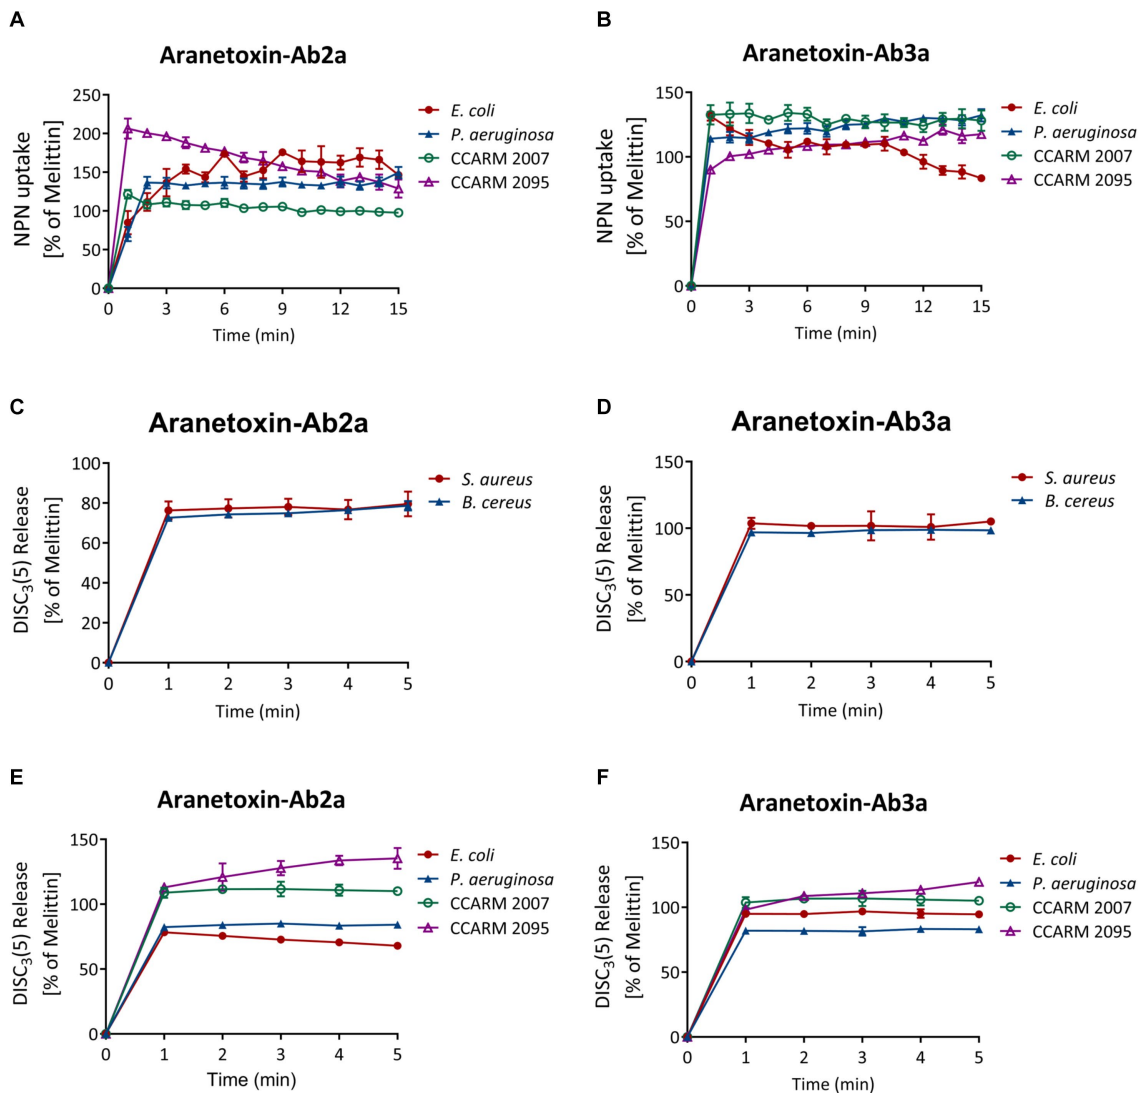 A
Aranetoxin-Ab2a
NPN uptake
[% of Melittin]
250
200
150
100
50
0
0 3 6 9 12 15
Time (min)
E. coli
P. aeruginosa
CCARM 2007
CCARM 2095
B
Aranetoxin-Ab3a
NPN uptake
[% of Melittin]
150
100
50
0
0 3 6 9 12 15
Time (min)
E. coli
P. aeruginosa
CCARM 2007
CCARM 2095
C
Aranetoxin-Ab2a
DISC3(5) Release
[% of Melittin]
100
80
60
40
20
0
0 1 2 3 4 5
Time (min)
S. aureus
B. cereus
D
Aranetoxin-Ab3a
DISC3(5) Release
[% of Melittin]
150
100
50
0
0 1 2 3 4 5
Time (min)
S. aureus
B. cereus
E
Aranetoxin-Ab2a
DISC3(5) Release
[% of Melittin]
150
100
50
0
0 1 2 3 4 5
Time (min)
E. coli
P. aeruginosa
CCARM 2007
CCARM 2095
F
Aranetoxin-Ab3a
DISC3(5) Release
[% of Melittin]
150
100
50
0
0 1 2 3 4 5
Time (min)
E. coli
P. aeruginosa
CCARM 2007
CCARM 2095